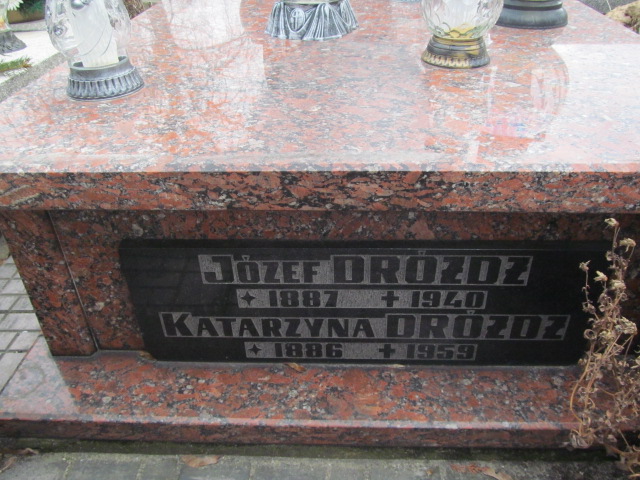 Józef DRÓŻDŻ
✦ 1887 ✝ 1940
KATARZYNA DRÓŻDŻ
✦ 1886 ✝ 1959